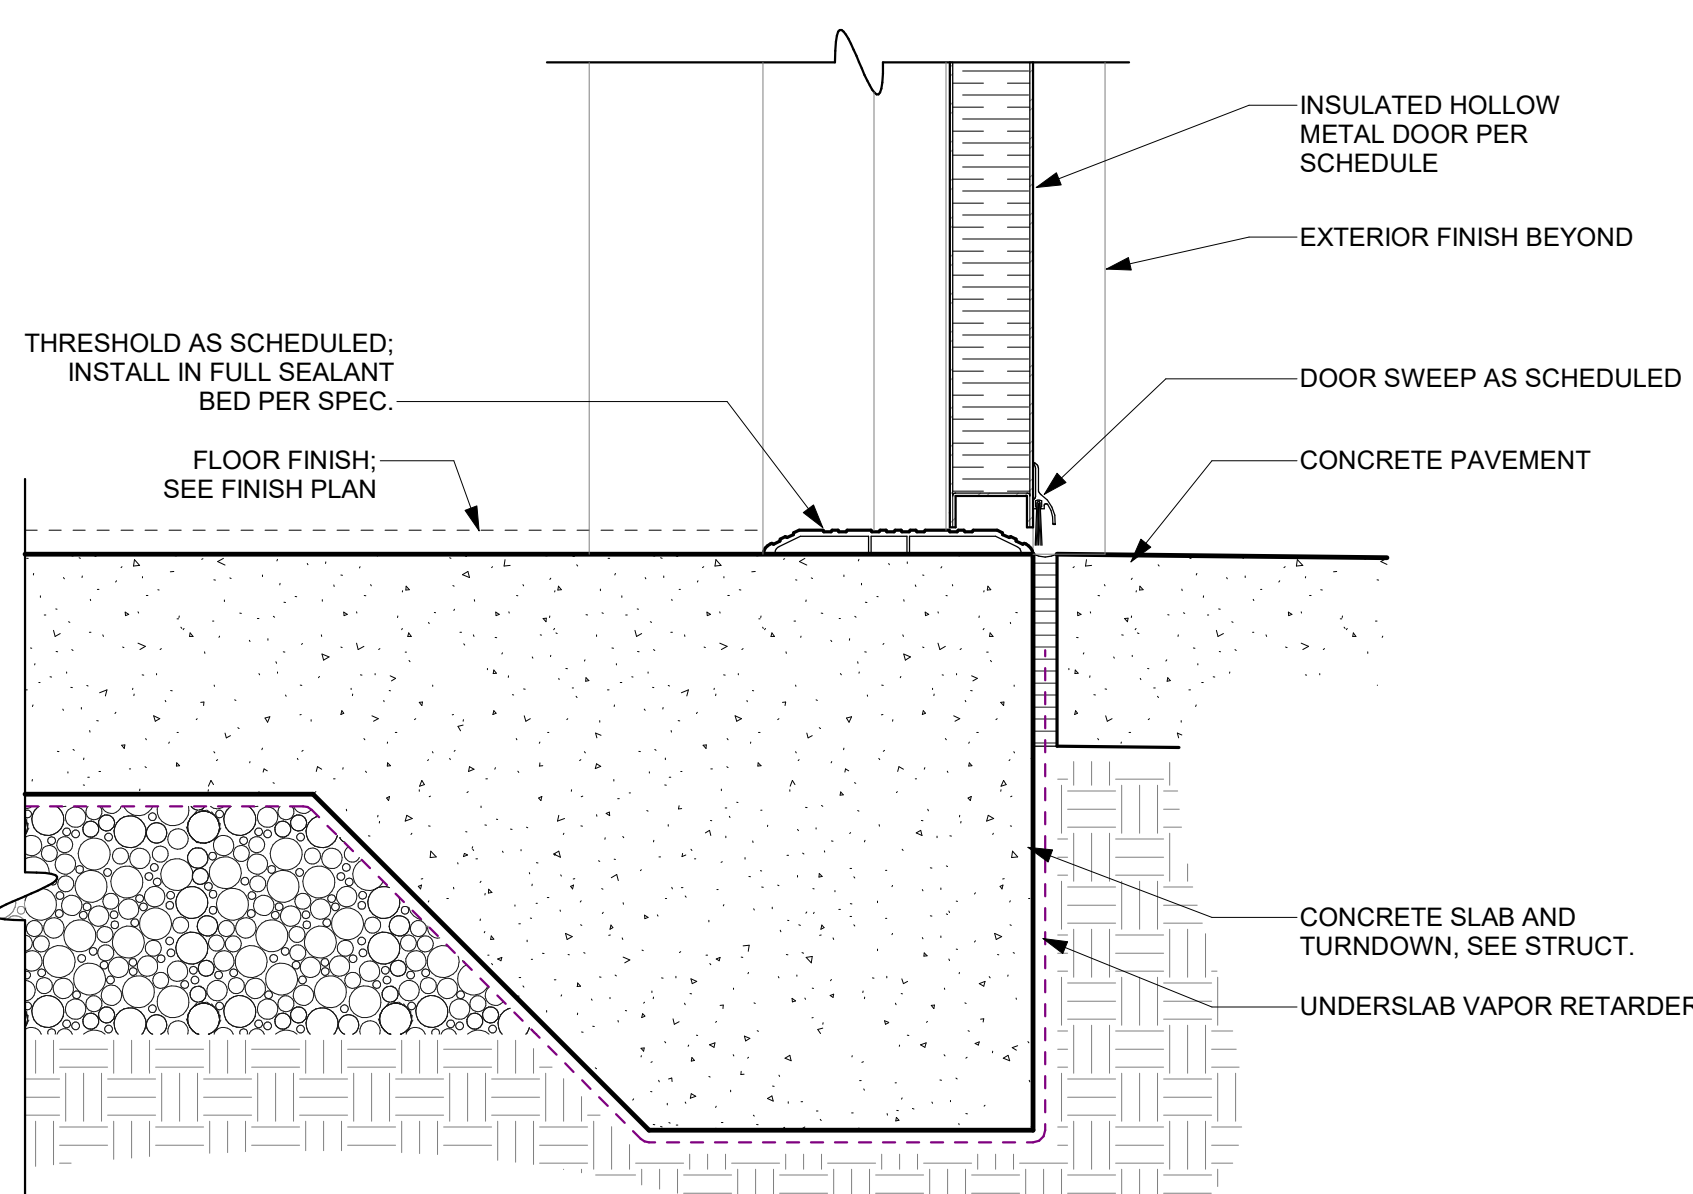 INSULATED HOLLOW
METAL DOOR PER
SCHEDULE
EXTERIOR FINISH BEYOND
THRESHOLD AS SCHEDULED;
INSTALL IN FULL SEALANT
BED PER SPEC.
DOOR SWEEP AS SCHEDULED
FLOOR FINISH;
SEE FINISH PLAN
CONCRETE PAVEMENT
CONCRETE SLAB AND
TURNDOWN, SEE STRUCT.
UNDERSLAB VAPOR RETARDER